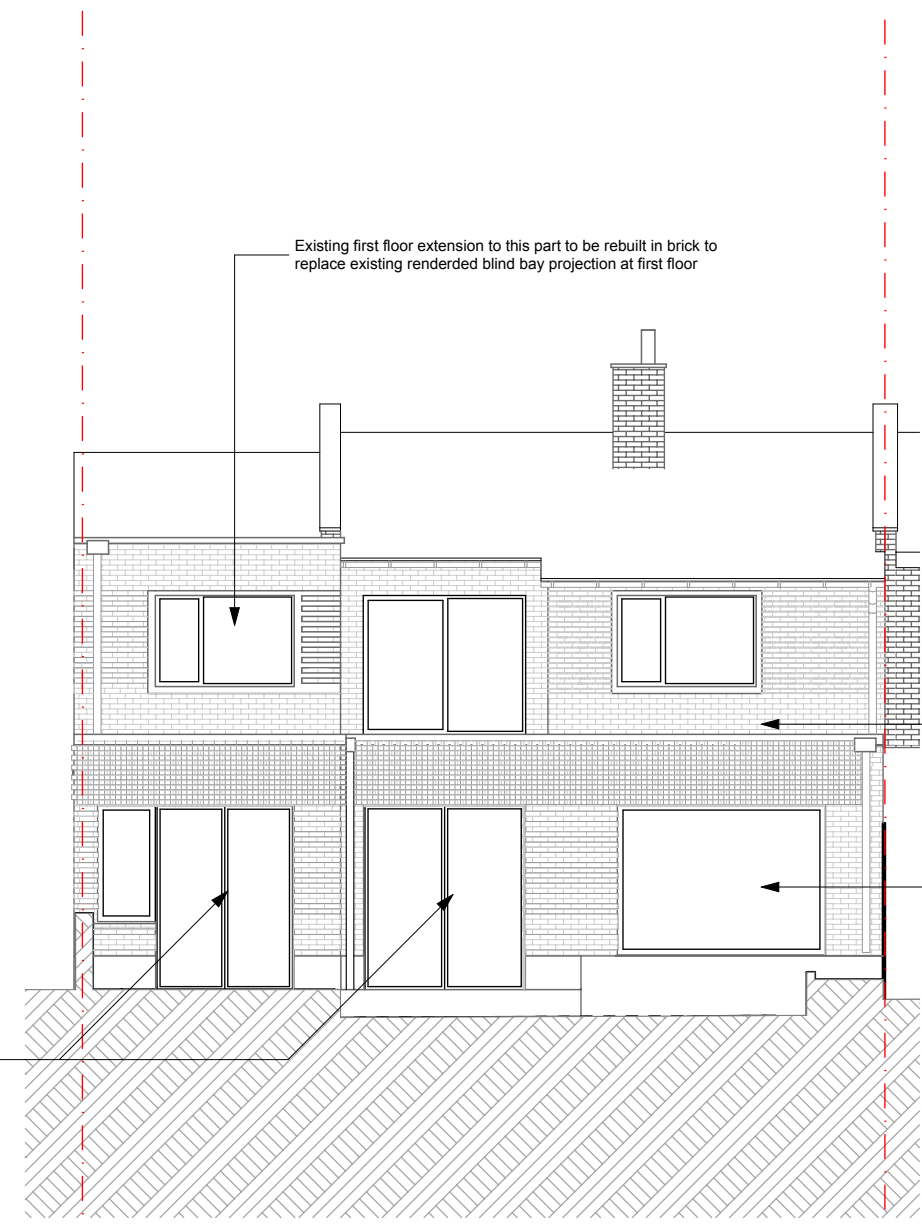 Existing first floor extension to this part to be rebuilt in brick to
replace existing renderded blind bay projection at first floor